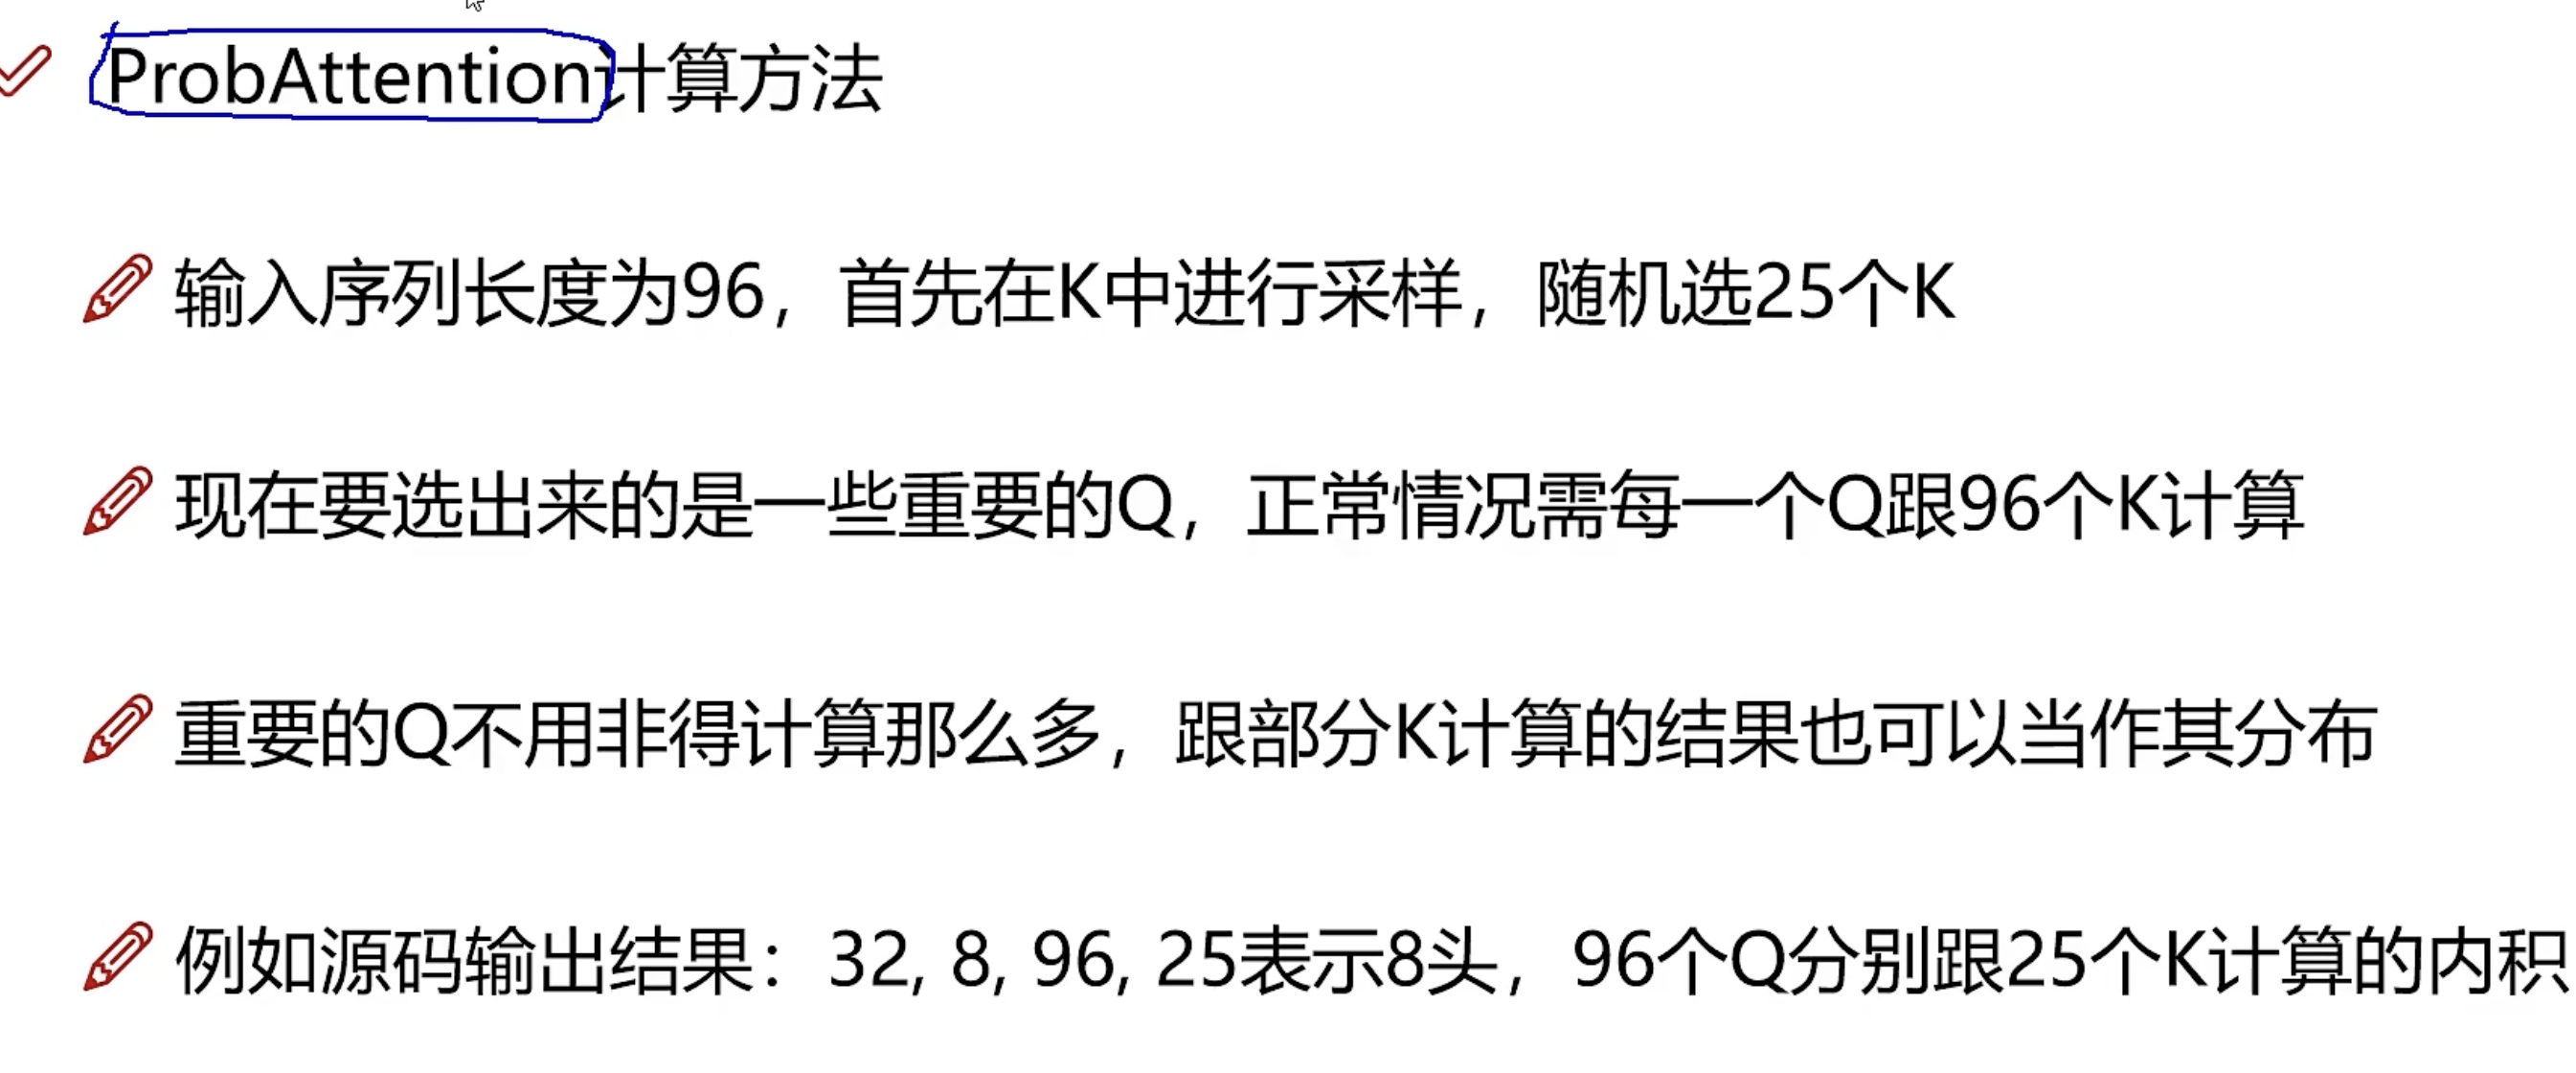 ProbAttention计算方法
输入序列长度为96，首先在K中进行采样，随机选25个K
现在要选出来的是一些重要的Q，正常情况需每一个Q跟96个K计算
重要的Q不用非得计算那么多，跟部分K计算的结果也可以当作其分布
例如源码输出结果：32, 8, 96, 25表示8头，96个Q分别跟25个K计算的内积